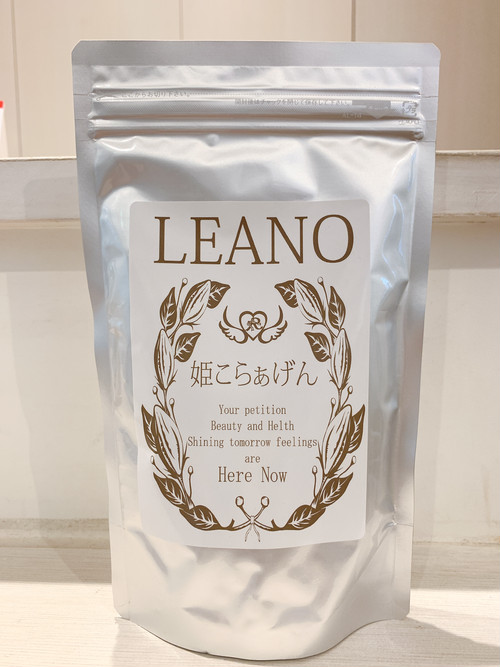 LEANO
姫こらぁげん
Your petition
Beauty and Helth
Shining tomorrow feelings
are
Here Now